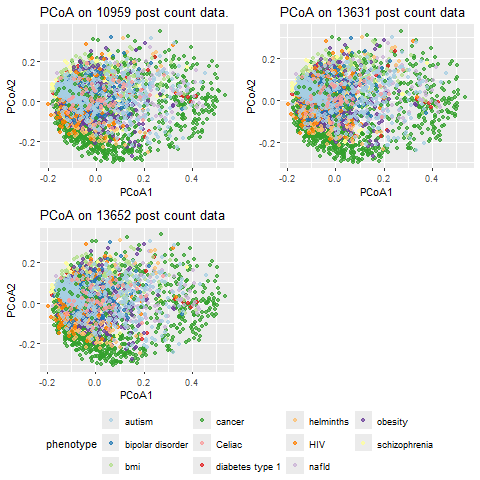 PCoA on 10959 post count data.
PCoA2
0.2
0.0
-0.2
-0.2
0.0
0.2
0.4
PCoA1
PCoA on 13631 post count data
PCoA2
0.2
0.0
-0.2
-0.2
0.0
0.2
0.4
PCoA1
PCoA on 13652 post count data
PCoA2
0.2
0.0
-0.2
-0.2
0.0
0.2
0.4
PCoA1
phenotype
autism
bipolar disorder
bmi
cancer
Celiac
diabetes type 1
helminths
HIV
nafld
obesity
schizophrenia